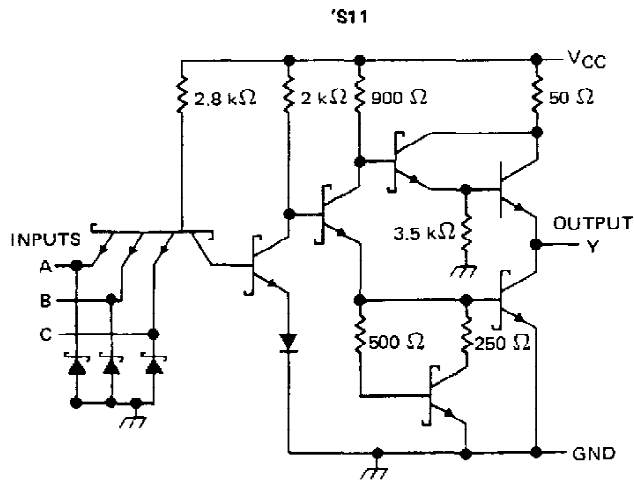 'S11
VCC
2.8 kΩ
2 kΩ
900 Ω
50 Ω
INPUTS
3.5 kΩ
OUTPUT
Y
A
B
C
500 Ω
250 Ω
GND